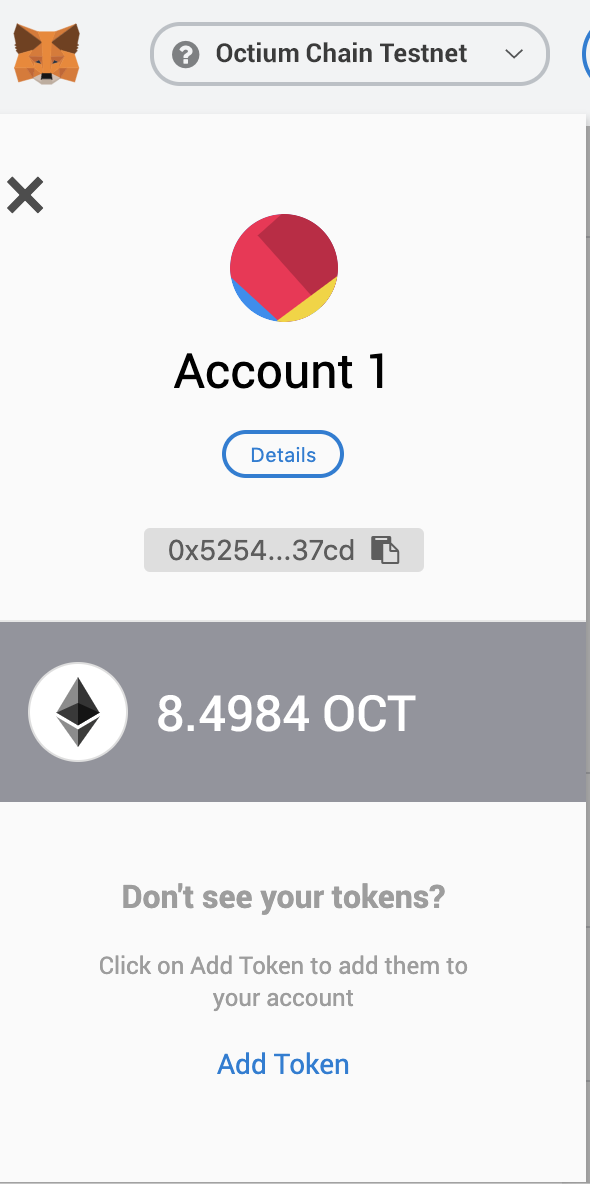 Octium Chain Testnet
Account 1
Details
0x5254...37cd
8.4984 OCT
Don't see your tokens?
Click on Add Token to add them to
your account
Add Token